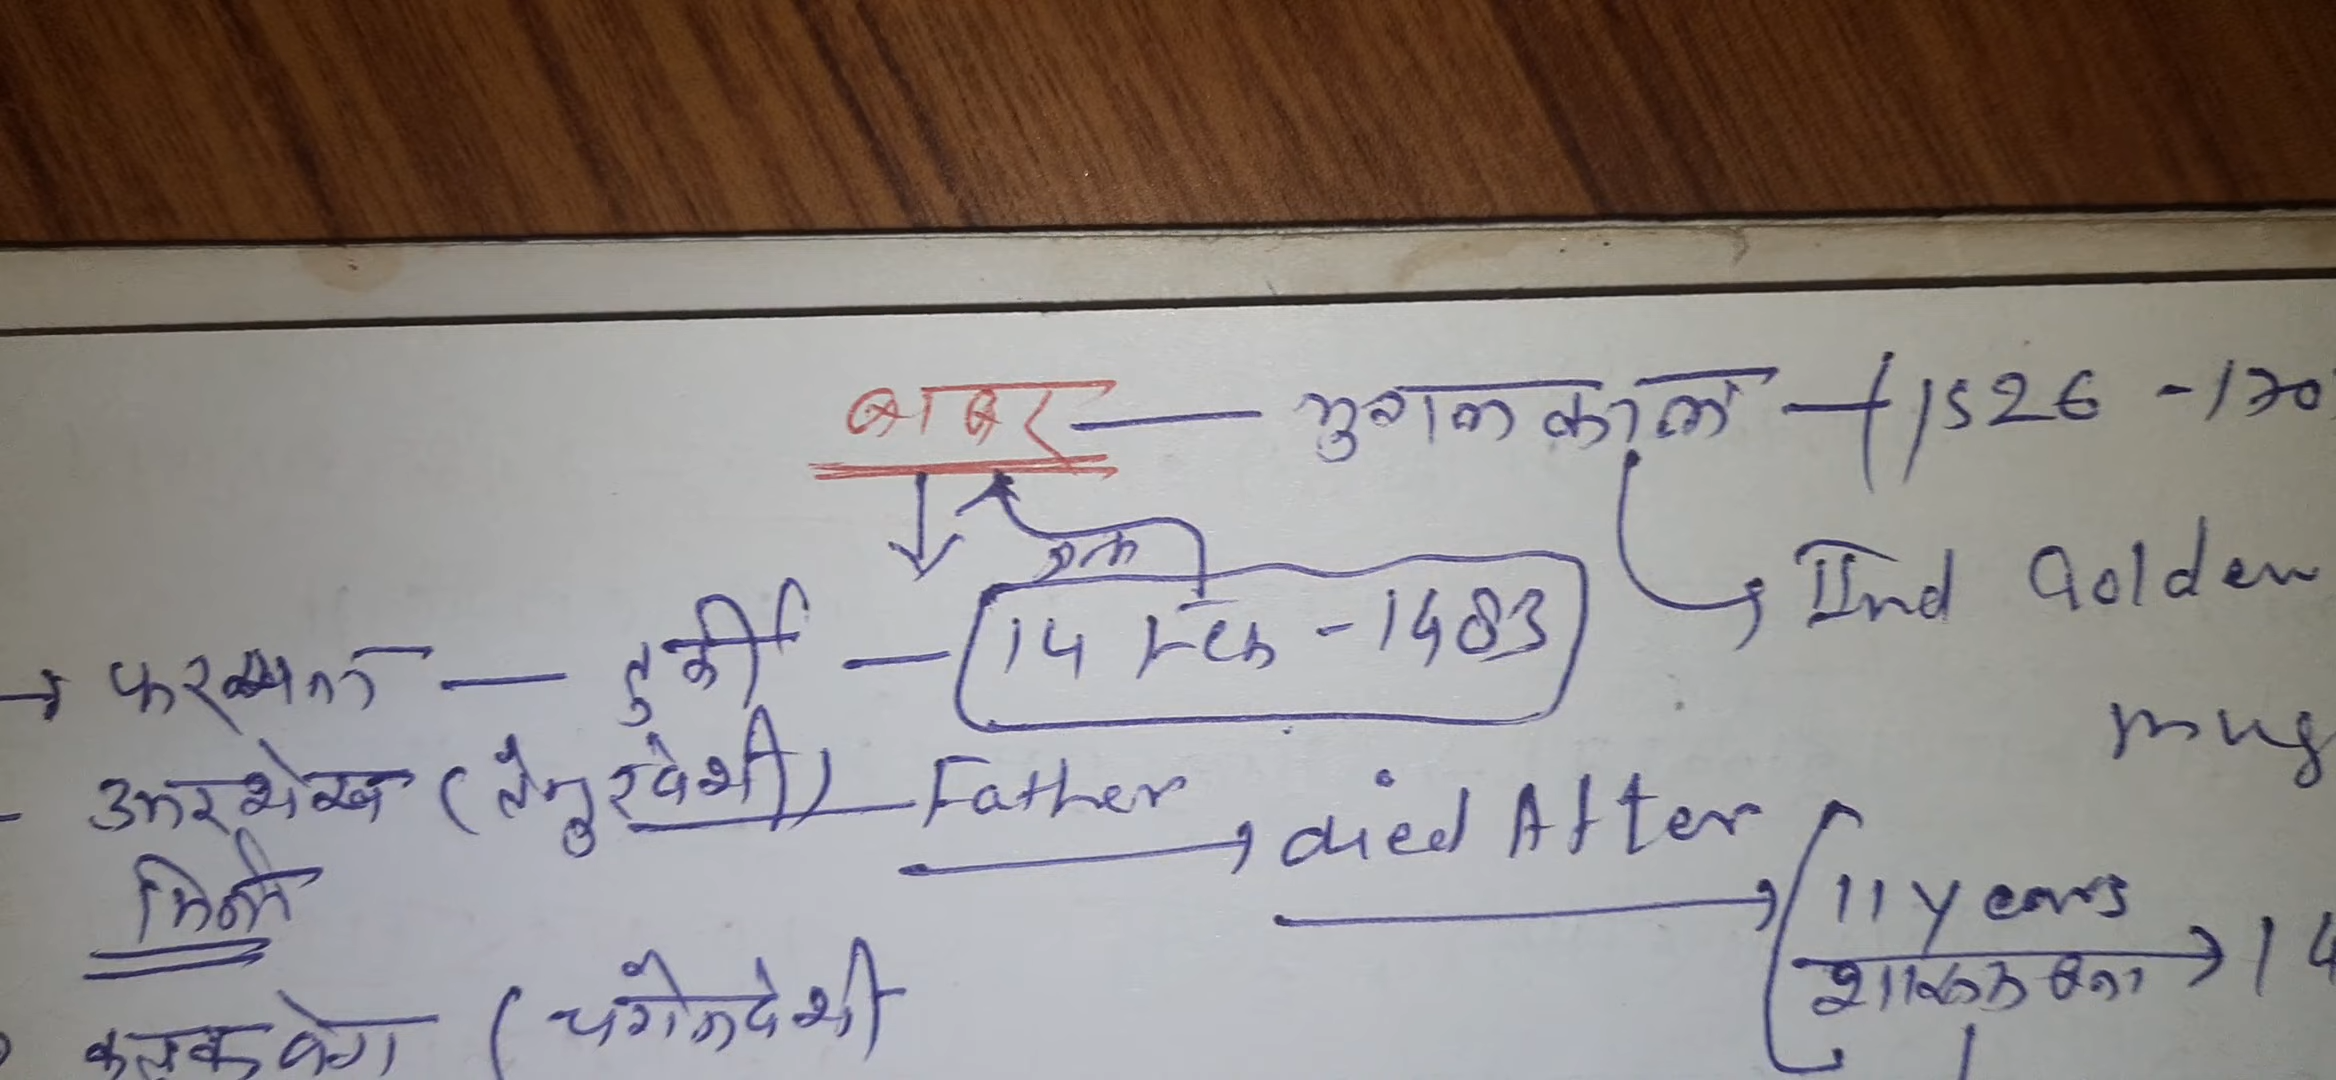 बाबर — मुगल काल — 1526 - 170
जन्म
IInd Golden
→ फरगना — तुर्की — 14 Feb - 1483
mug
- उमरशेख (तैमुरवंशी) — Father → died After → 11 years
मिर्जा
शासक बना → 14
(चंगेजवंशी